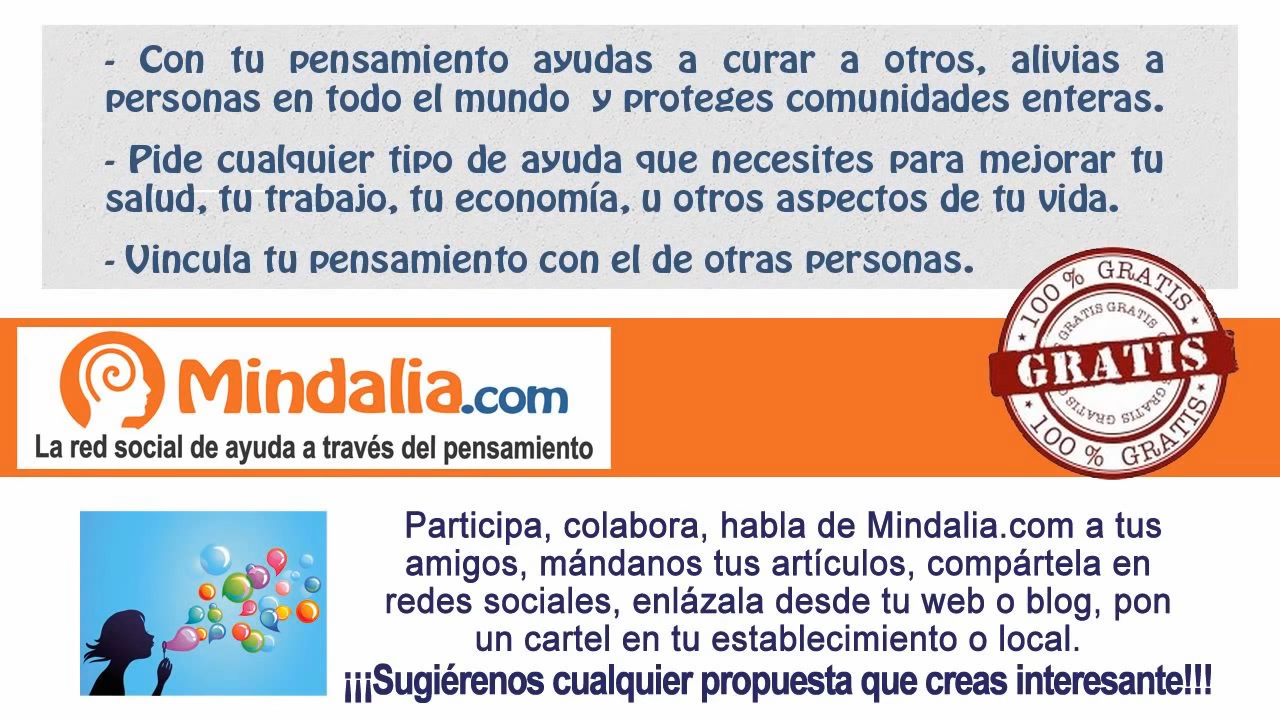 - Con tu pensamiento ayudas a curar a otros, alivias a
personas en todo el mundo y proteges comunidades enteras.
- Pide cualquier tipo de ayuda que necesites para mejorar tu
salud, tu trabajo, tu economía, u otros aspectos de tu vida.
- Vincula tu pensamiento con el de otras personas.
100 % GRATIS
GRATIS GRATIS
GRATIS
GRATIS GRATIS GRATIS
100 % GRATIS
Mindalia.com
La red social de ayuda a través del pensamiento
Participa, colabora, habla de Mindalia.com a tus
amigos, mándanos tus artículos, compártela en
redes sociales, enlázala desde tu web o blog, pon
un cartel en tu establecimiento o local.
¡¡¡Sugiérenos cualquier propuesta que creas interesante!!!